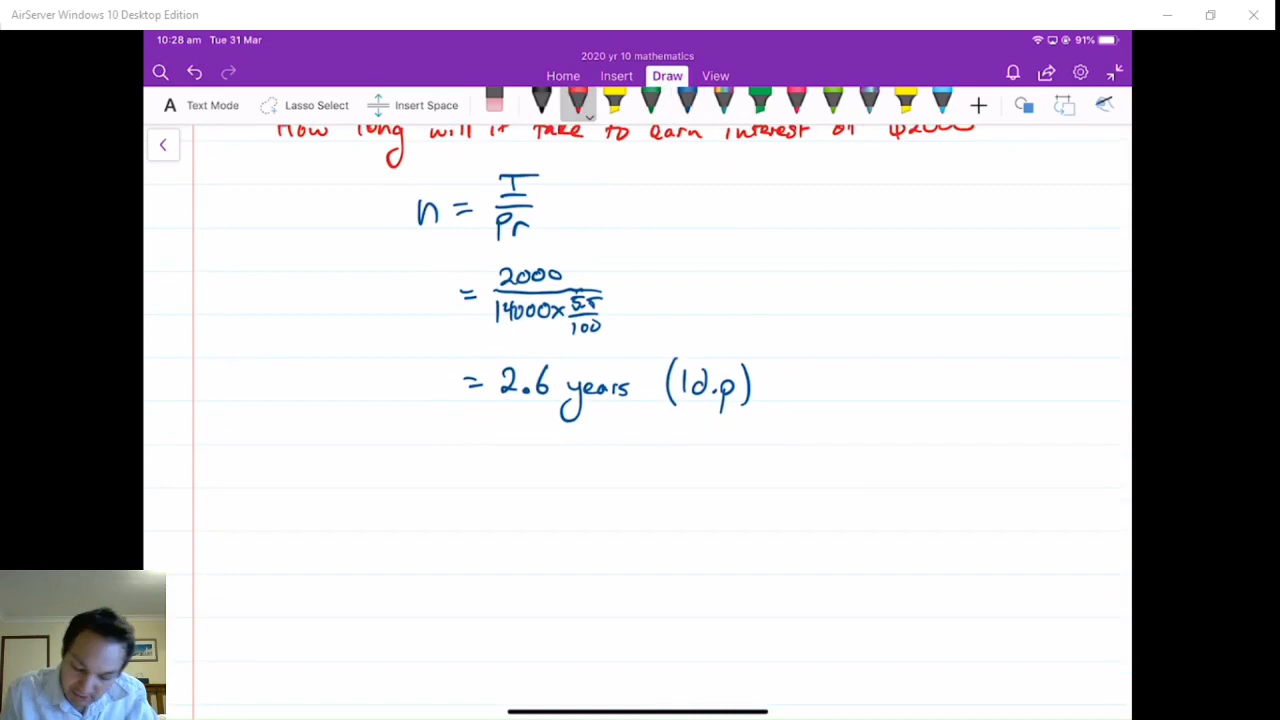 AirServer Windows 10 Desktop Edition
10:28 am Tue 31 Mar
91%
2020 yr 10 mathematics
Home Insert Draw View
A Text Mode Lasso Select Insert Space
How long will it take to earn interest of $2000
n = I/Pr
= 2000/(14000 × 5.5/100)
= 2.6 years (1d.p)